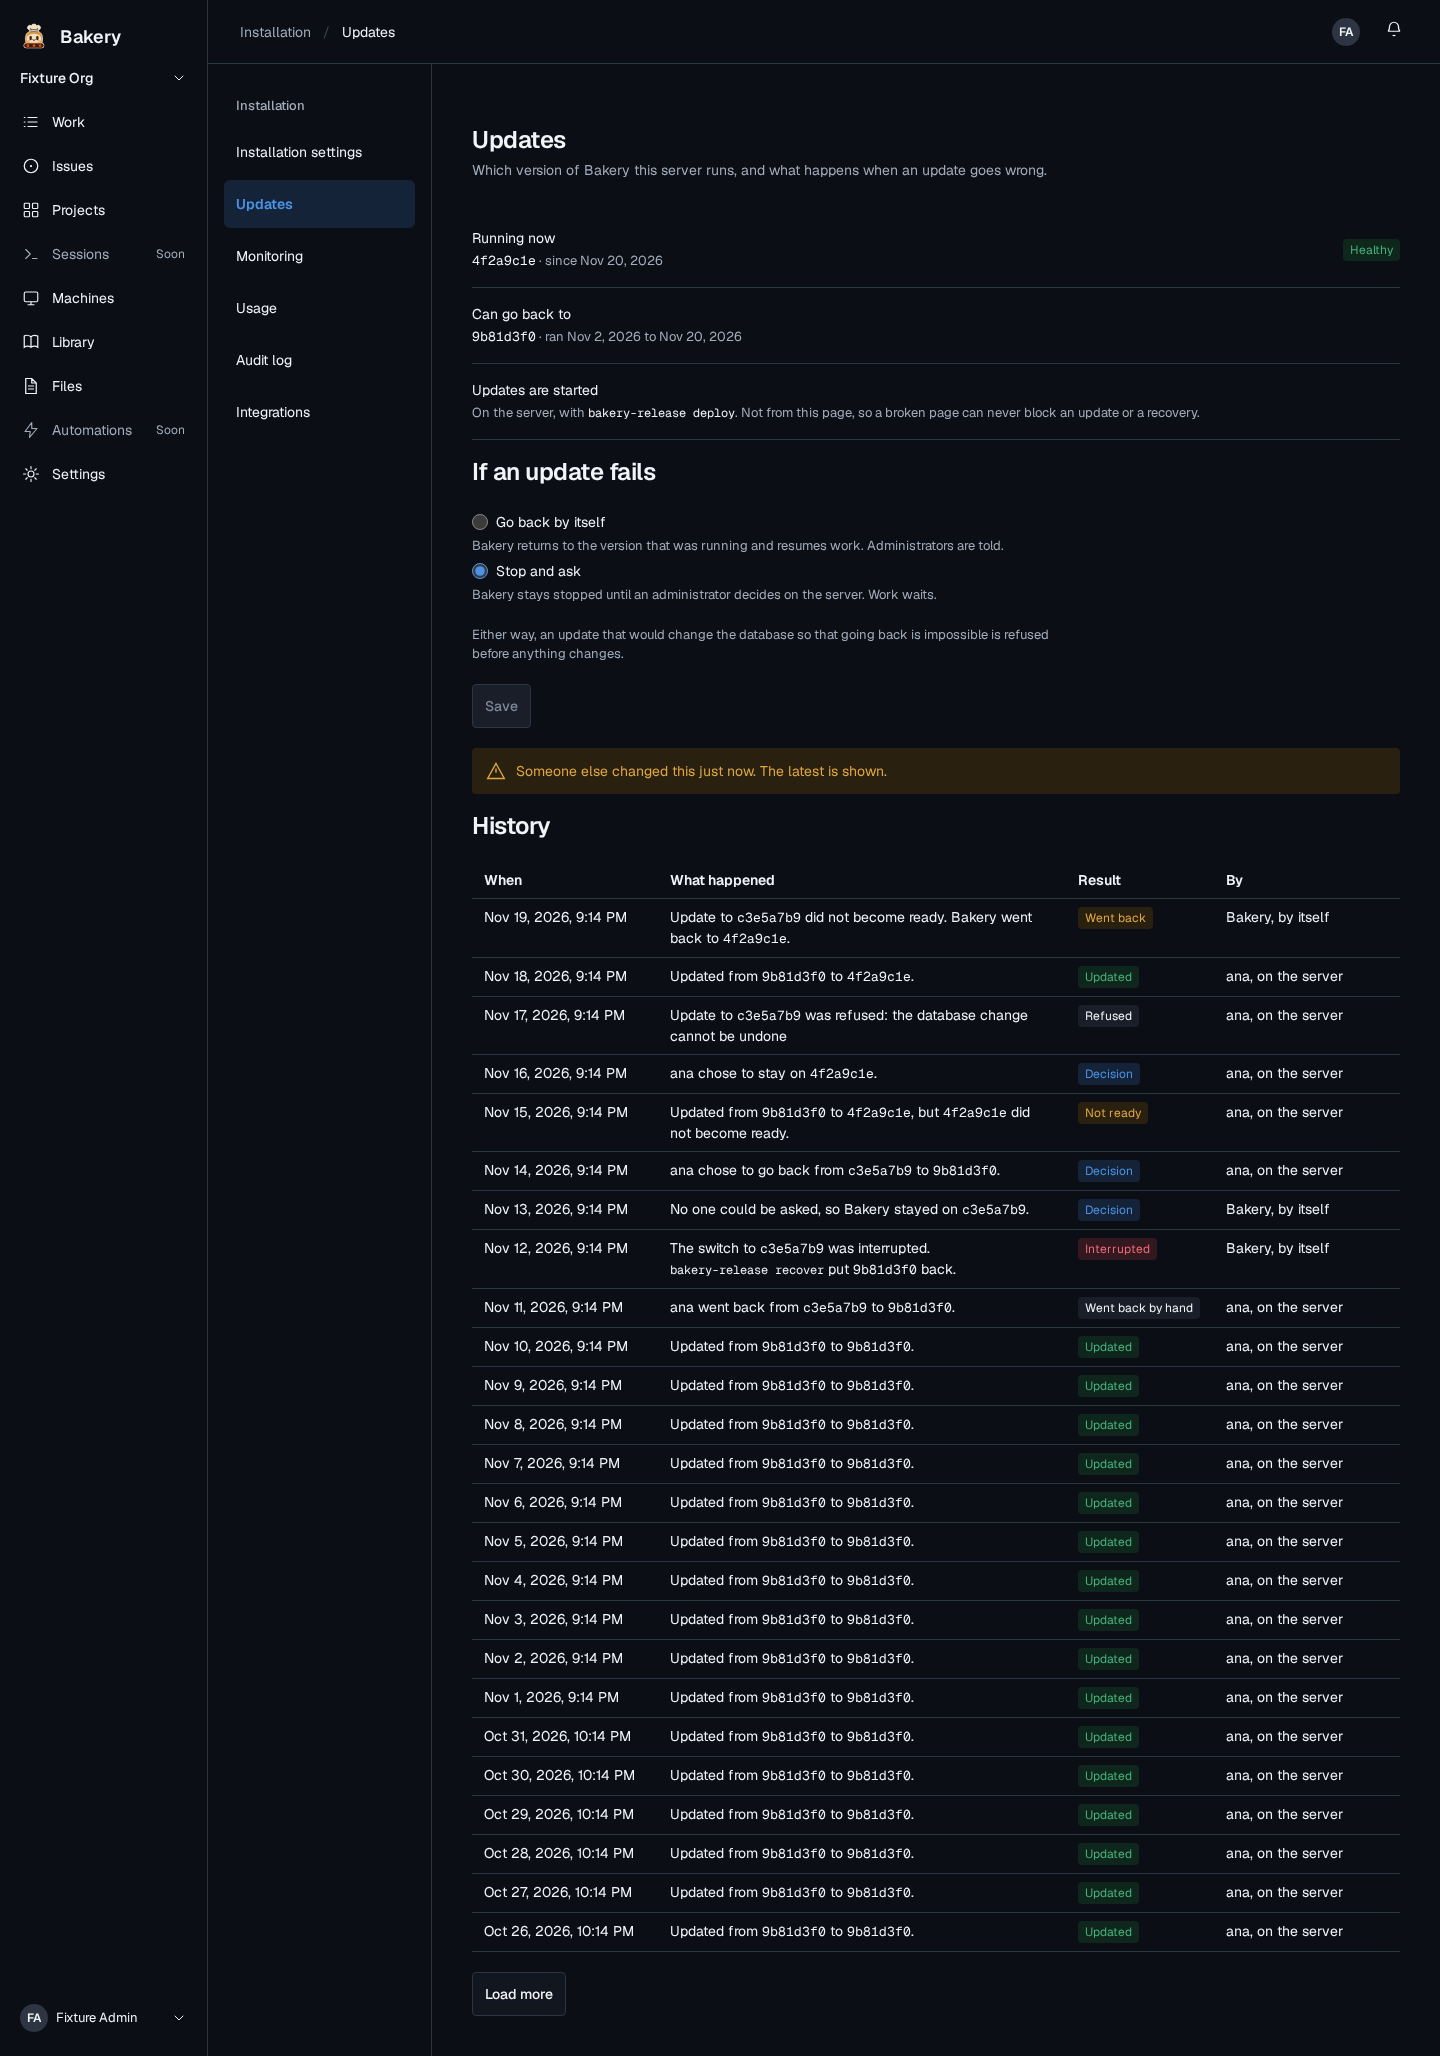 Bakery
Fixture Org
Work
Issues
Projects
Sessions Soon
Machines
Library
Files
Automations Soon
Settings
FA Fixture Admin
Installation / Updates
FA
Installation
Installation settings
Updates
Monitoring
Usage
Audit log
Integrations
Updates
Which version of Bakery this server runs, and what happens when an update goes wrong.
Running now
4f2a9c1e · since Nov 20, 2026
Healthy
Can go back to
9b81d3f0 · ran Nov 2, 2026 to Nov 20, 2026
Updates are started
On the server, with bakery-release deploy. Not from this page, so a broken page can never block an update or a recovery.
If an update fails
Go back by itself
Bakery returns to the version that was running and resumes work. Administrators are told.
Stop and ask
Bakery stays stopped until an administrator decides on the server. Work waits.
Either way, an update that would change the database so that going back is impossible is refused
before anything changes.
Save
Someone else changed this just now. The latest is shown.
History
When What happened Result By
Nov 19, 2026, 9:14 PM Update to c3e5a7b9 did not become ready. Bakery went Went back Bakery, by itself
back to 4f2a9c1e.
Nov 18, 2026, 9:14 PM Updated from 9b81d3f0 to 4f2a9c1e. Updated ana, on the server
Nov 17, 2026, 9:14 PM Update to c3e5a7b9 was refused: the database change Refused ana, on the server
cannot be undone
Nov 16, 2026, 9:14 PM ana chose to stay on 4f2a9c1e. Decision ana, on the server
Nov 15, 2026, 9:14 PM Updated from 9b81d3f0 to 4f2a9c1e, but 4f2a9c1e did Not ready ana, on the server
not become ready.
Nov 14, 2026, 9:14 PM ana chose to go back from c3e5a7b9 to 9b81d3f0. Decision ana, on the server
Nov 13, 2026, 9:14 PM No one could be asked, so Bakery stayed on c3e5a7b9. Decision Bakery, by itself
Nov 12, 2026, 9:14 PM The switch to c3e5a7b9 was interrupted. Interrupted Bakery, by itself
bakery-release recover put 9b81d3f0 back.
Nov 11, 2026, 9:14 PM ana went back from c3e5a7b9 to 9b81d3f0. Went back by hand ana, on the server
Nov 10, 2026, 9:14 PM Updated from 9b81d3f0 to 9b81d3f0. Updated ana, on the server
Nov 9, 2026, 9:14 PM Updated from 9b81d3f0 to 9b81d3f0. Updated ana, on the server
Nov 8, 2026, 9:14 PM Updated from 9b81d3f0 to 9b81d3f0. Updated ana, on the server
Nov 7, 2026, 9:14 PM Updated from 9b81d3f0 to 9b81d3f0. Updated ana, on the server
Nov 6, 2026, 9:14 PM Updated from 9b81d3f0 to 9b81d3f0. Updated ana, on the server
Nov 5, 2026, 9:14 PM Updated from 9b81d3f0 to 9b81d3f0. Updated ana, on the server
Nov 4, 2026, 9:14 PM Updated from 9b81d3f0 to 9b81d3f0. Updated ana, on the server
Nov 3, 2026, 9:14 PM Updated from 9b81d3f0 to 9b81d3f0. Updated ana, on the server
Nov 2, 2026, 9:14 PM Updated from 9b81d3f0 to 9b81d3f0. Updated ana, on the server
Nov 1, 2026, 9:14 PM Updated from 9b81d3f0 to 9b81d3f0. Updated ana, on the server
Oct 31, 2026, 10:14 PM Updated from 9b81d3f0 to 9b81d3f0. Updated ana, on the server
Oct 30, 2026, 10:14 PM Updated from 9b81d3f0 to 9b81d3f0. Updated ana, on the server
Oct 29, 2026, 10:14 PM Updated from 9b81d3f0 to 9b81d3f0. Updated ana, on the server
Oct 28, 2026, 10:14 PM Updated from 9b81d3f0 to 9b81d3f0. Updated ana, on the server
Oct 27, 2026, 10:14 PM Updated from 9b81d3f0 to 9b81d3f0. Updated ana, on the server
Oct 26, 2026, 10:14 PM Updated from 9b81d3f0 to 9b81d3f0. Updated ana, on the server
Load more